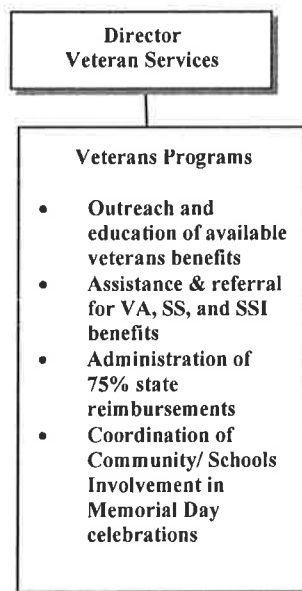 Director
Veteran Services
Veterans Programs
• Outreach and
education of available
veterans benefits
• Assistance & referral
for VA, SS, and SSI
benefits
• Administration of
75% state
reimbursements
• Coordination of
Community/ Schools
Involvement in
Memorial Day
celebrations